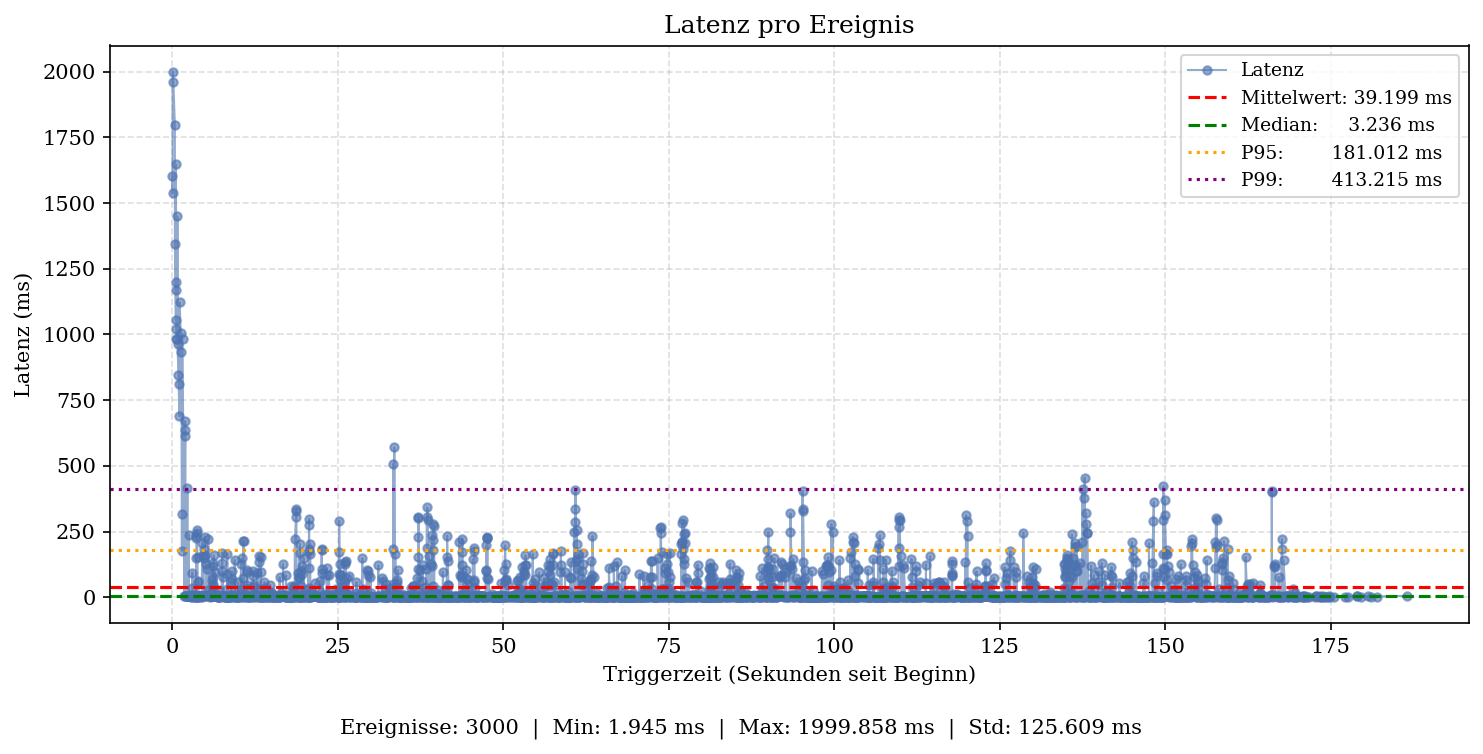 Latenz pro Ereignis
Latenz (ms)
2000
1750
1500
1250
1000
750
500
250
0
Latenz
Mittelwert: 39.199 ms
Median: 3.236 ms
P95: 181.012 ms
P99: 413.215 ms
0 25 50 75 100 125 150 175
Triggerzeit (Sekunden seit Beginn)
Ereignisse: 3000 | Min: 1.945 ms | Max: 1999.858 ms | Std: 125.609 ms